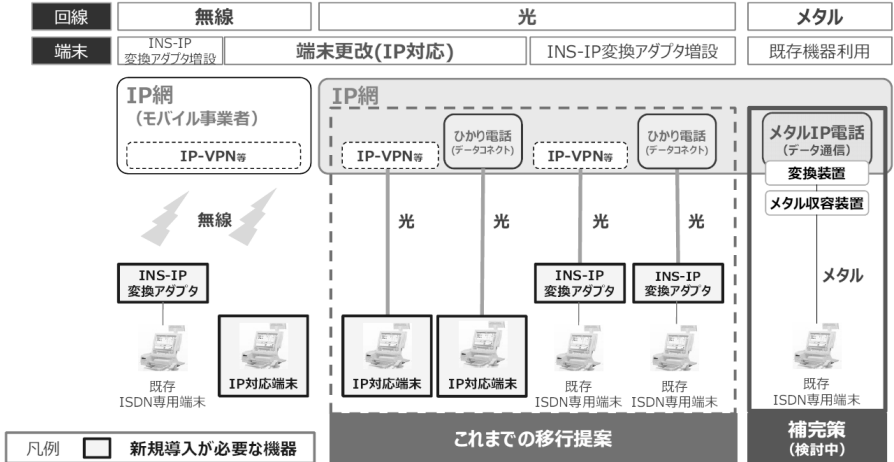 回線
無線
光
メタル
端末
INS-IP
変換アダプタ増設
端末更改(IP対応)
INS-IP変換アダプタ増設
既存機器利用
IP網
(モバイル事業者)
IP-VPN等
無線
INS-IP
変換アダプタ
既存
ISDN専用端末
IP対応端末
IP網
IP-VPN等
ひかり電話
(データコネクト)
IP-VPN等
ひかり電話
(データコネクト)
光
光
光
光
INS-IP
変換アダプタ
INS-IP
変換アダプタ
IP対応端末
IP対応端末
既存
ISDN専用端末
既存
ISDN専用端末
これまでの移行提案
メタルIP電話
(データ通信)
変換装置
メタル収容装置
メタル
既存
ISDN専用端末
補完策
(検討中)
凡例
新規導入が必要な機器